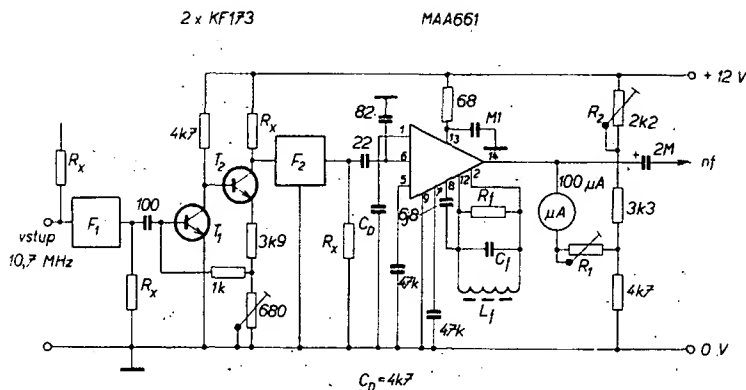 2 x KF173
MAA661
+ 12 V
Rx
4k7
Rx
82
68
M1
R2
2k2
13
14
1
T2
F2
22
6
+ 2M
nf
100
5
9
7
8
12
2
100 µA
F1
T1
68
Rf
µA
3k3
vstup
10,7 MHz
Rx
3k9
Rx
CD
Cf
R1
1k
680
47k
Lf
4k7
47k
0 V
CD=4k7